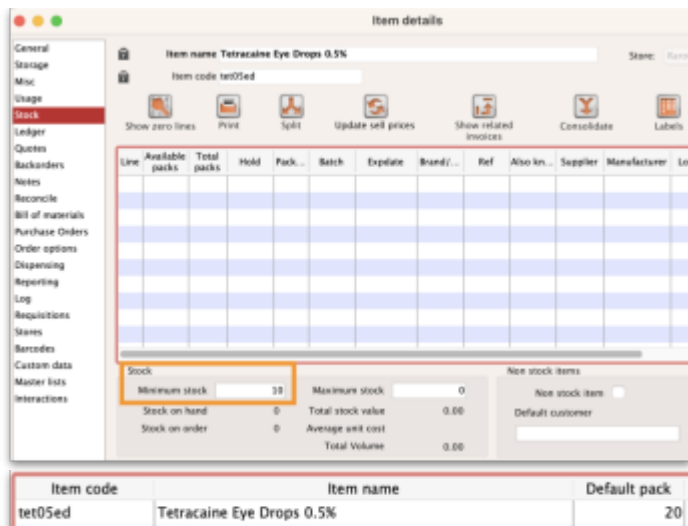 Item details
General
Storage
Misc
Usage
Stock
Ledger
Quotes
Backorders
Notes
Reconcile
Bill of materials
Purchase Orders
Order options
Dispensing
Reporting
Log
Requisitions
Stores
Barcodes
Custom data
Master lists
Interactions
Item name Tetracaine Eye Drops 0.5% Store:
Item code tet05ed
Show zero lines Print Split Update sell prices Show related invoices Consolidate Labels
Line Available packs Total packs Hold Pack... Batch Expdate Brand/... Ref Also kn... Supplier Manufacturer Lo
Stock Non stock items
Minimum stock 10 Maximum stock 0 Non stock item
Stock on hand 0 Total stock value 0.00 Default customer
Stock on order 0 Average unit cost
Total Volume 0.00
Item code Item name Default pack
tet05ed Tetracaine Eye Drops 0.5% 20